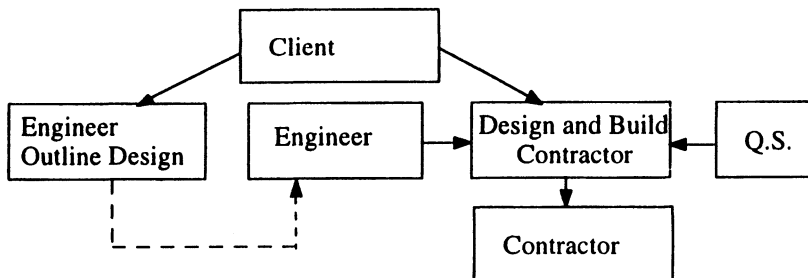 Client
Engineer
Outline Design
Engineer
Design and Build
Contractor
Q.S.
Contractor